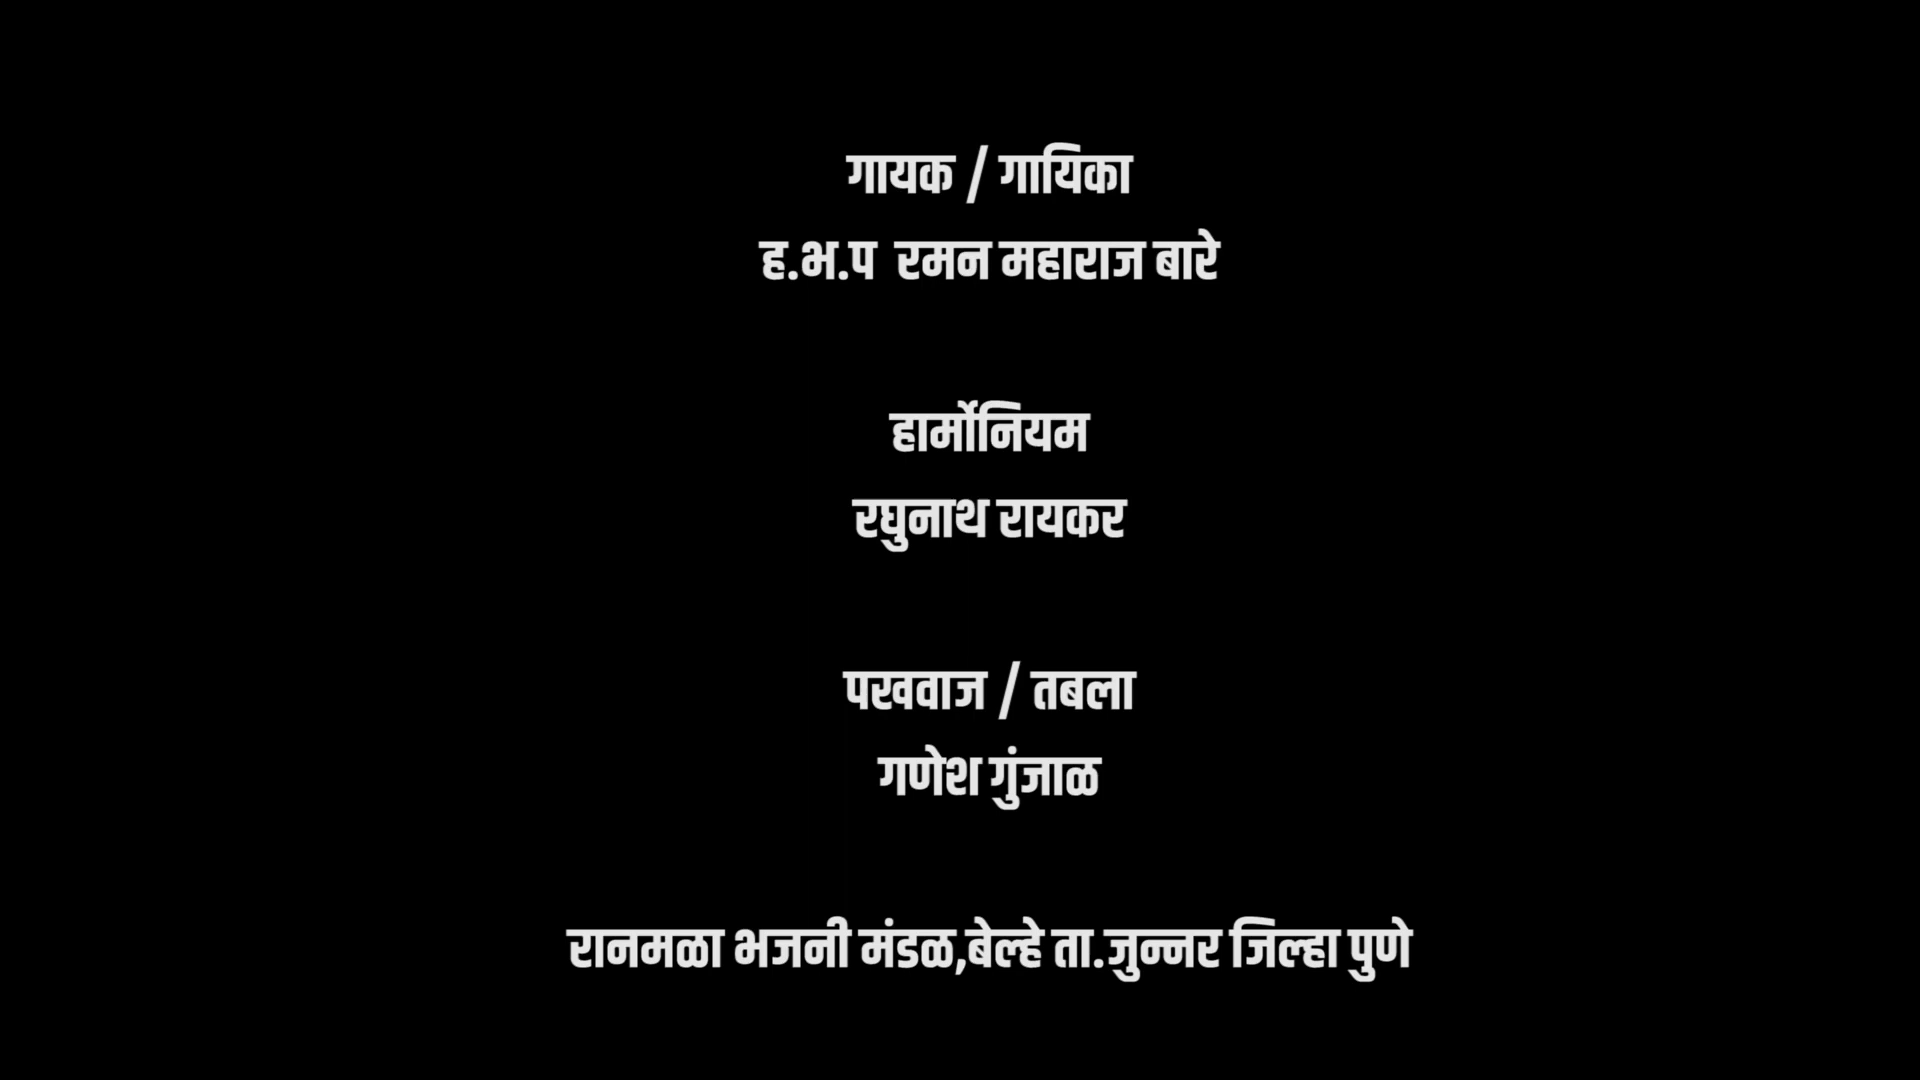 गायक / गायिका
ह.भ.प रमन महाराज बारे
हार्मोनियम
रघुनाथ रायकर
पखवाज / तबला
गणेश गुंजाळ
रानमळा भजनी मंडळ,बेल्हे ता.जुन्नर जिल्हा पुणे